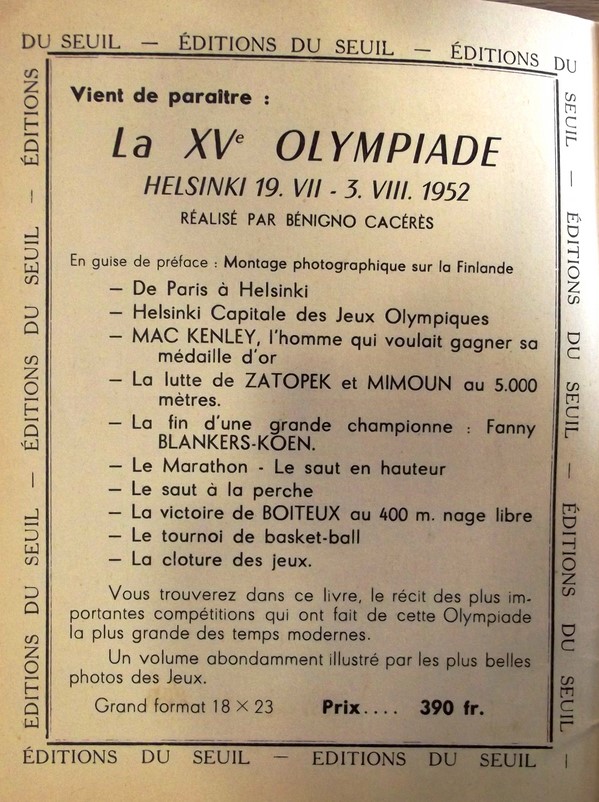 DU SEUIL — ÉDITIONS DU SEUIL — ÉDITIONS DU
SEUIL — ÉDITIONS DU SEUIL — ÉDITIONS DU SEUIL
ÉDITIONS DU SEUIL — ÉDITIONS DU SEUIL — ÉDITIONS
Vient de paraître :
La XVe OLYMPIADE
HELSINKI 19. VII - 3. VIII. 1952
RÉALISÉ PAR BÉNIGNO CACÉRÈS
En guise de préface : Montage photographique sur la Finlande
— De Paris à Helsinki
— Helsinki Capitale des Jeux Olympiques
— MAC KENLEY, l'homme qui voulait gagner sa
médaille d'or
— La lutte de ZATOPEK et MIMOUN au 5.000
mètres.
— La fin d'une grande championne : Fanny
BLANKERS-KOEN.
— Le Marathon - Le saut en hauteur
— Le saut à la perche
— La victoire de BOITEUX au 400 m. nage libre
— Le tournoi de basket-ball
— La cloture des jeux.
Vous trouverez dans ce livre, le récit des plus im-
portantes compétitions qui ont fait de cette Olympiade
la plus grande des temps modernes.
Un volume abondamment illustré par les plus belles
photos des Jeux.
Grand format 18 × 23 Prix.... 390 fr.
ÉDITIONS DU SEUIL — EDITIONS DU SEUIL —